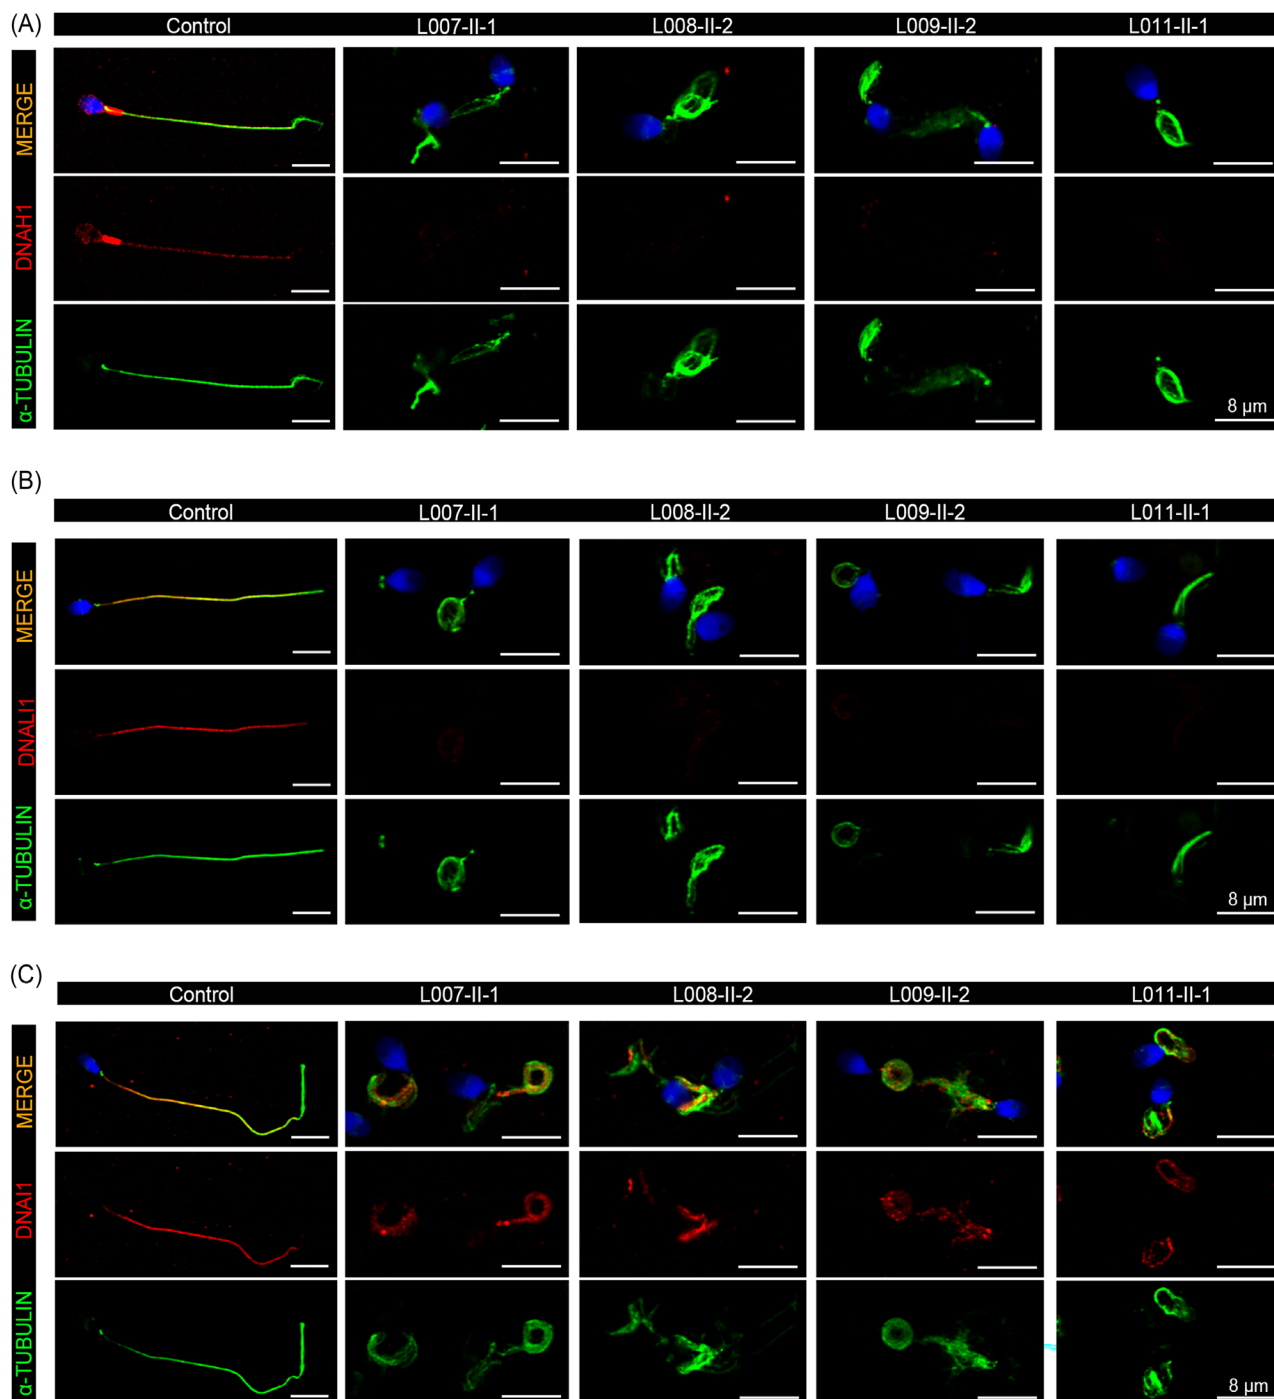 (A)
Control L007-II-1 L008-II-2 L009-II-2 L011-II-1
MERGE
DNAH1
α-TUBULIN
8 µm
(B)
Control L007-II-1 L008-II-2 L009-II-2 L011-II-1
MERGE
DNALI1
α-TUBULIN
8 µm
(C)
Control L007-II-1 L008-II-2 L009-II-2 L011-II-1
MERGE
DNAI1
α-TUBULIN
8 µm